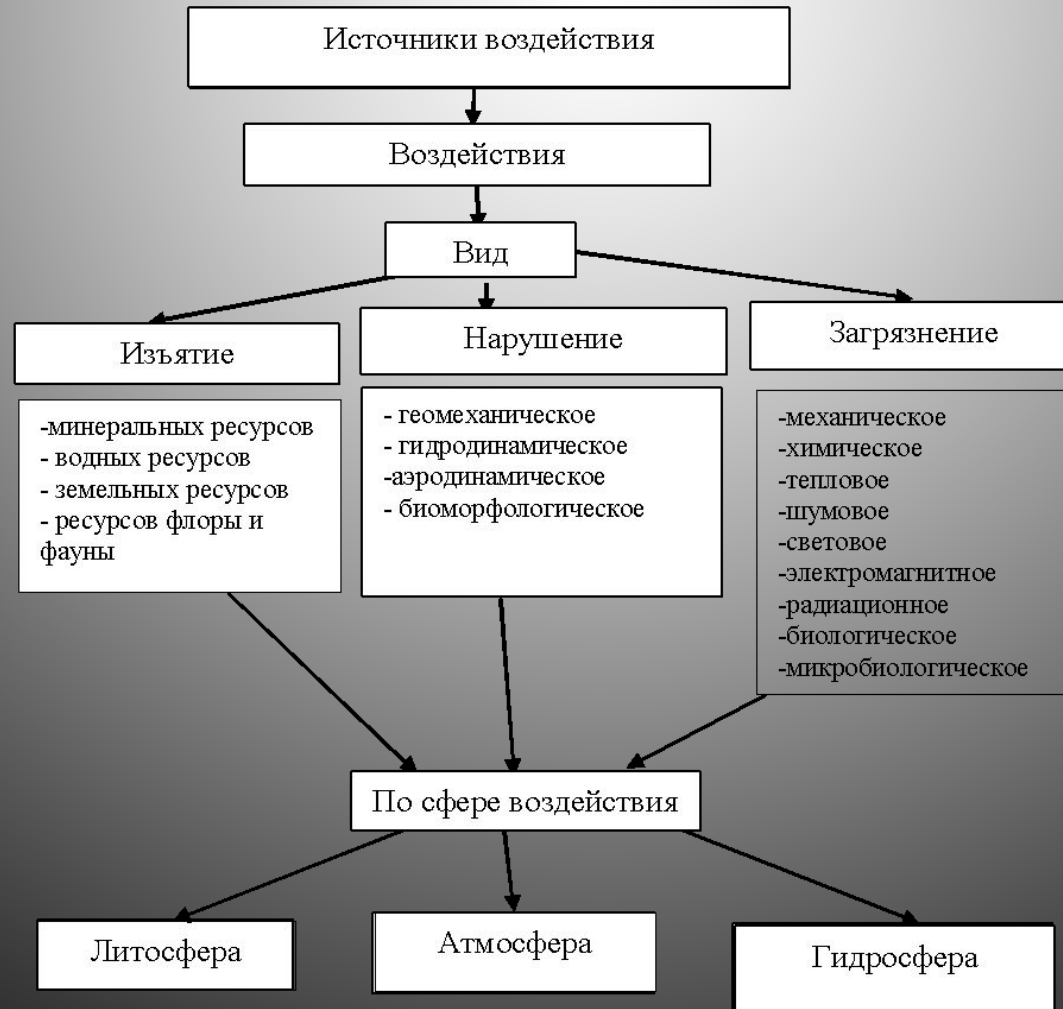 Источники воздействия
Воздействия
Вид
Изъятие
Нарушение
Загрязнение
-минеральных ресурсов
- водных ресурсов
- земельных ресурсов
- ресурсов флоры и
фауны
- геомеханическое
- гидродинамическое
-аэродинамическое
- биоморфологическое
-механическое
-химическое
-тепловое
-шумовое
-световое
-электромагнитное
-радиационное
-биологическое
-микробиологическое
По сфере воздействия
Литосфера
Атмосфера
Гидросфера